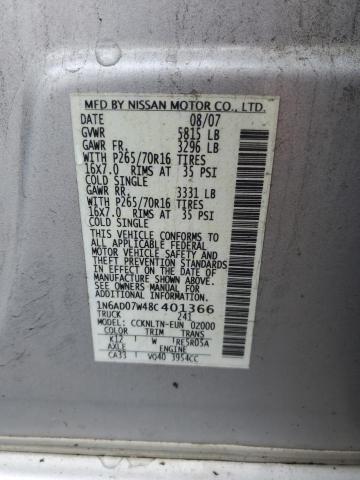 MFD BY NISSAN MOTOR CO., LTD.
DATE 08/07
GVWR 5815 LB
GAWR FR. 3296 LB
WITH P265/70R16 TIRES
16X7.0 RIMS AT 35 PSI
COLD SINGLE
GAWR RR. 3331 LB
WITH P265/70R16 TIRES
16X7.0 RIMS AT 35 PSI
COLD SINGLE
THIS VEHICLE CONFORMS TO ALL
APPLICABLE FEDERAL
MOTOR VEHICLE SAFETY AND
THEFT PREVENTION STANDARDS
IN EFFECT ON THE DATE OF
MANUFACTURE SHOWN ABOVE.
SEE OWNERS MANUAL FOR
ADDITIONAL INFORMATION.
1N6AD07W48C401366
TRUCK 241
MODEL: CCKNLTN-EUN 02000
COLOR TRIM TRANS
K12 W RE5R05A
AXLE ENGINE
CA33 VQ40 3954CC